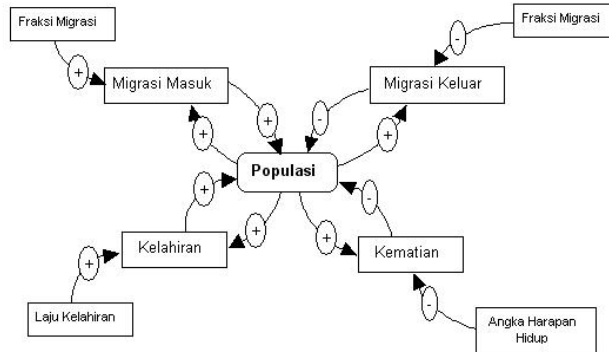 Fraksi Migrasi
Fraksi Migrasi
+
-
Migrasi Masuk
Migrasi Keluar
+
-
+
+
Populasi
+
-
Kelahiran
+
+
Kematian
+
-
Laju Kelahiran
Angka Harapan
Hidup